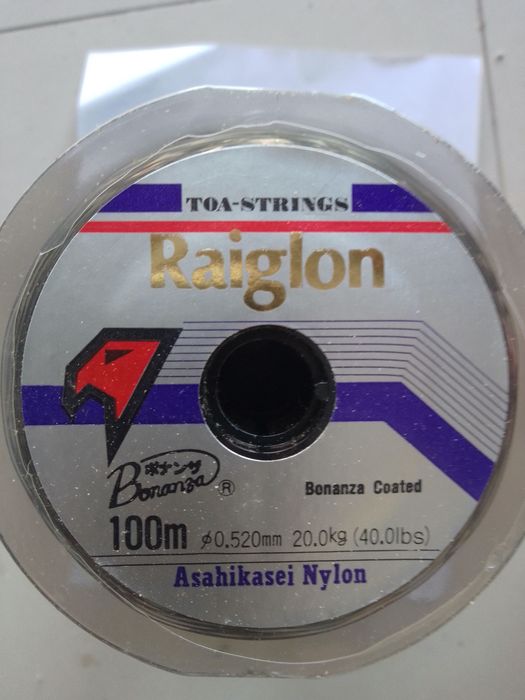 TOA-STRINGS
Raiglon
ボナンザ
Bonanza ®
Bonanza Coated
100m ϕ0.520mm 20.0kg (40.0lbs)
Asahikasei Nylon